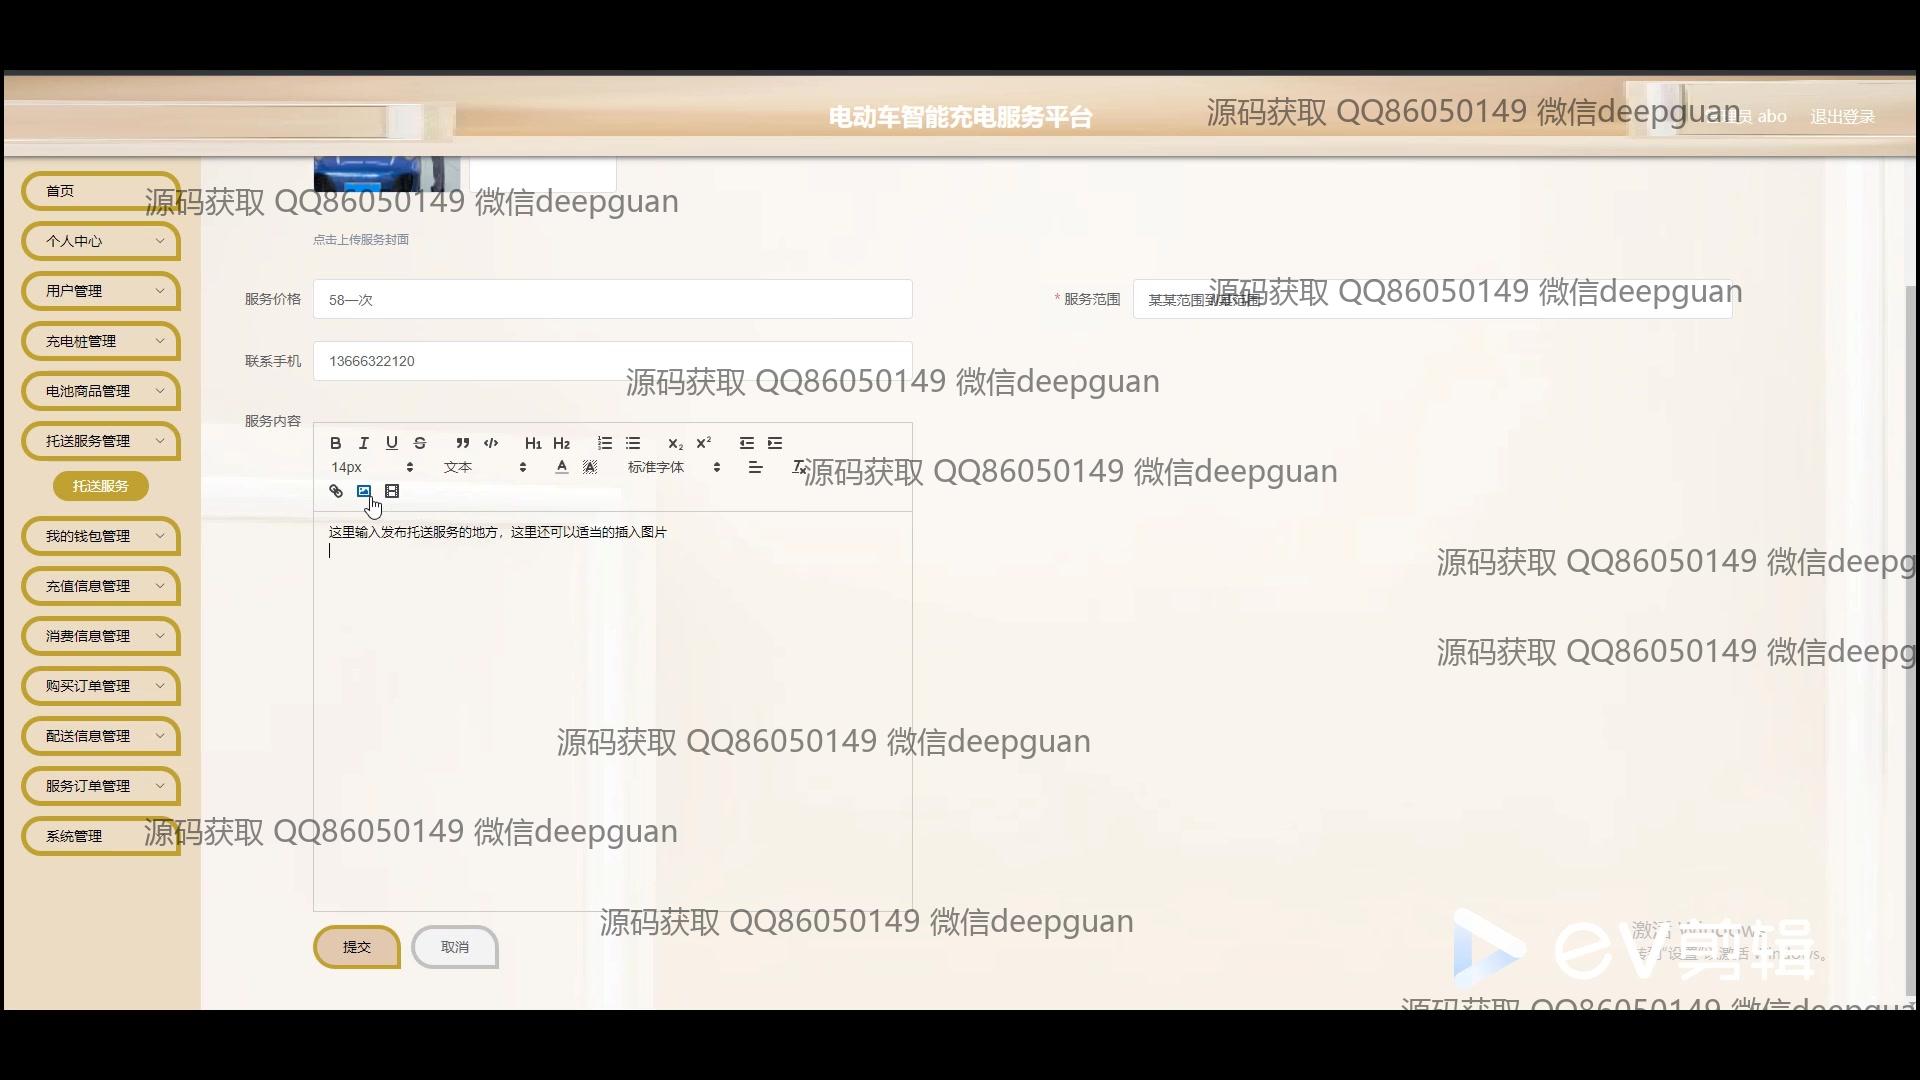 电动车智能充电服务平台
源码获取 QQ86050149 微信deepguan
abo
退出登录
首页
源码获取 QQ86050149 微信deepguan
个人中心
点击上传服务封面
用户管理
服务价格
58—次
* 服务范围
某某范围到某范围
源码获取 QQ86050149 微信deepguan
充电桩管理
联系手机
13666322120
源码获取 QQ86050149 微信deepguan
电池商品管理
服务内容
托送服务管理
B I U S H1 H2 X2 X2
14px
文本
标准字体
源码获取 QQ86050149 微信deepguan
托送服务
这里输入发布托送服务的地方，这里还可以适当的插入图片
我的钱包管理
源码获取 QQ86050149 微信deepg
充值信息管理
消费信息管理
源码获取 QQ86050149 微信deepg
购买订单管理
配送信息管理
源码获取 QQ86050149 微信deepguan
服务订单管理
系统管理
源码获取 QQ86050149 微信deepguan
源码获取 QQ86050149 微信deepguan
提交
取消
激活 Windows
EV剪辑
源码获取 QQ86050149 微信deepgua